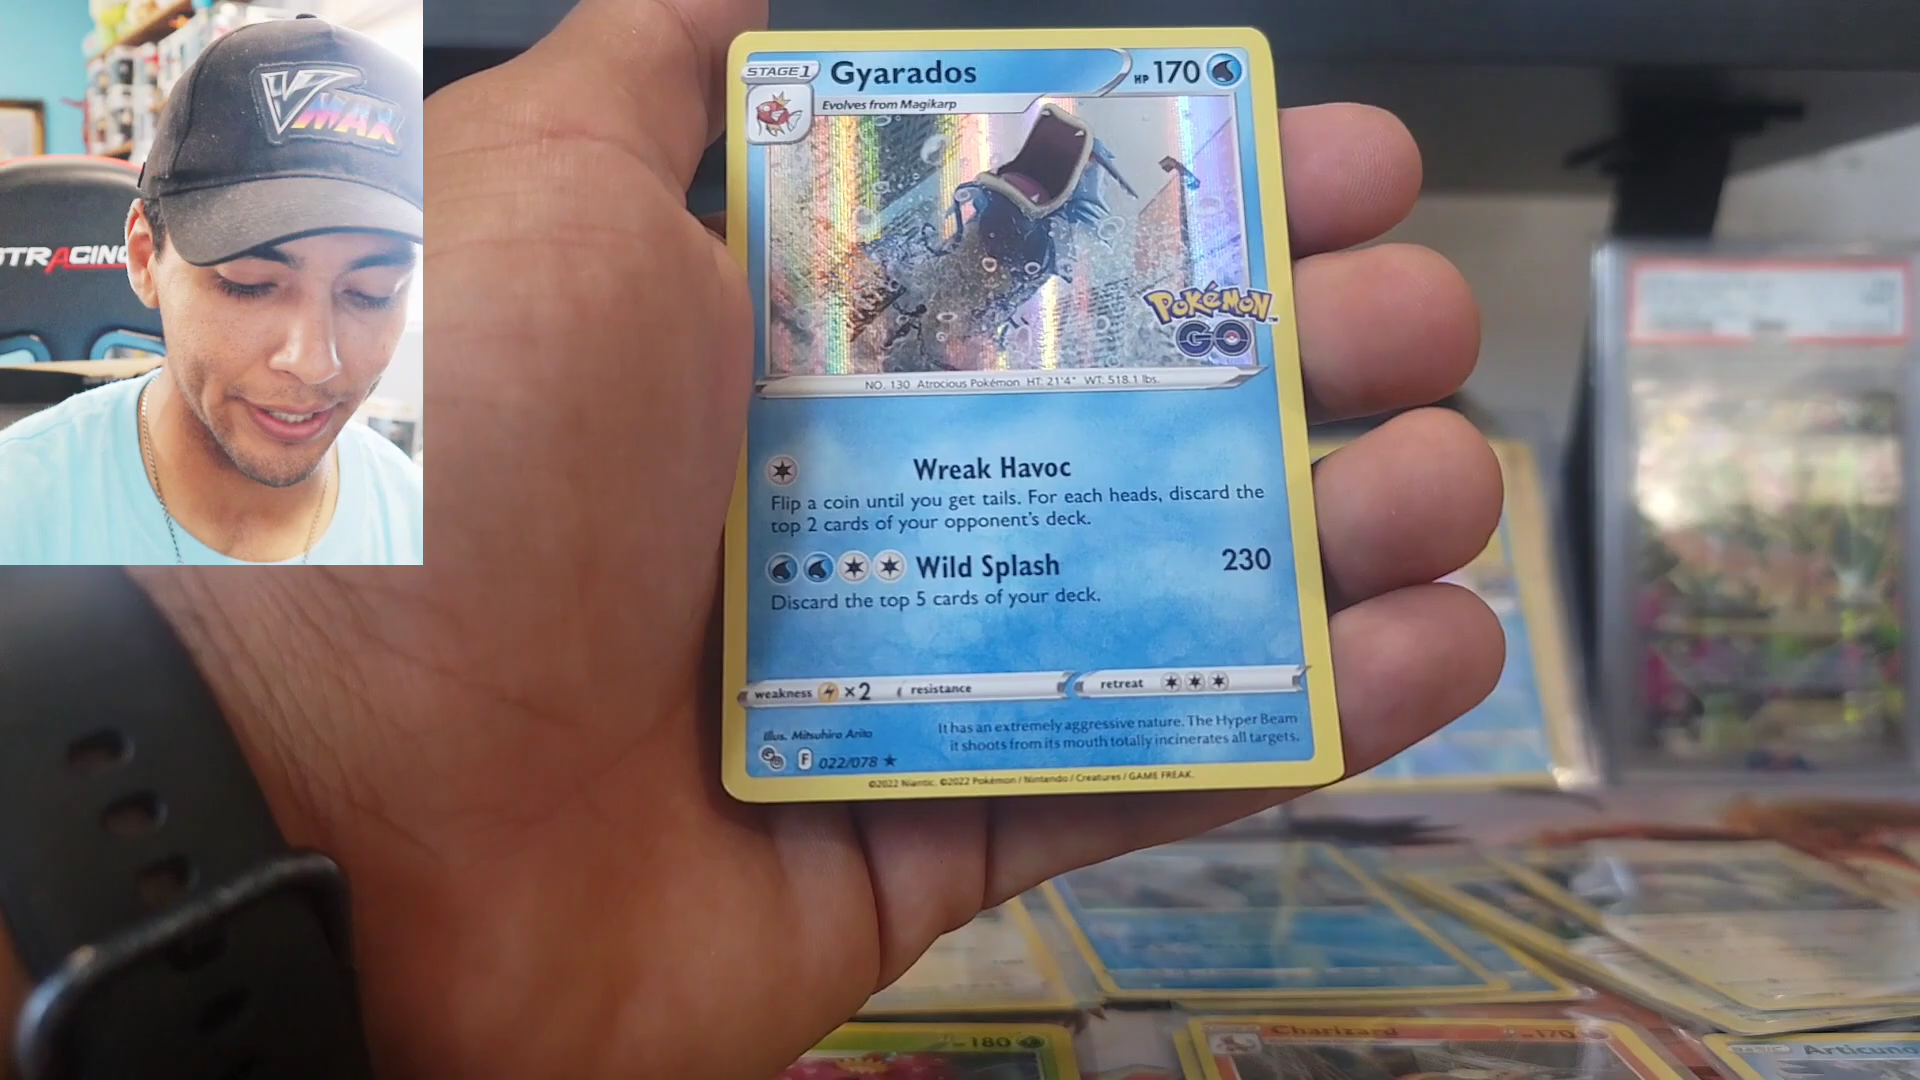 V
VMAX
TRACING
STAGE 1 Gyarados HP 170
Evolves from Magikarp
Pokémon
GO
NO. 130 Atrocious Pokémon HT: 21'4" WT: 518.1 lbs.
Wreak Havoc
Flip a coin until you get tails. For each heads, discard the
top 2 cards of your opponent's deck.
Wild Splash 230
Discard the top 5 cards of your deck.
weakness ×2 resistance retreat
Illus. Mitsuhiro Arita
It has an extremely aggressive nature. The Hyper Beam
it shoots from its mouth totally incinerates all targets.
F 022/078 ★
©2022 Niantic. ©2022 Pokémon / Nintendo / Creatures / GAME FREAK.
180
Charizard 170
Articuno